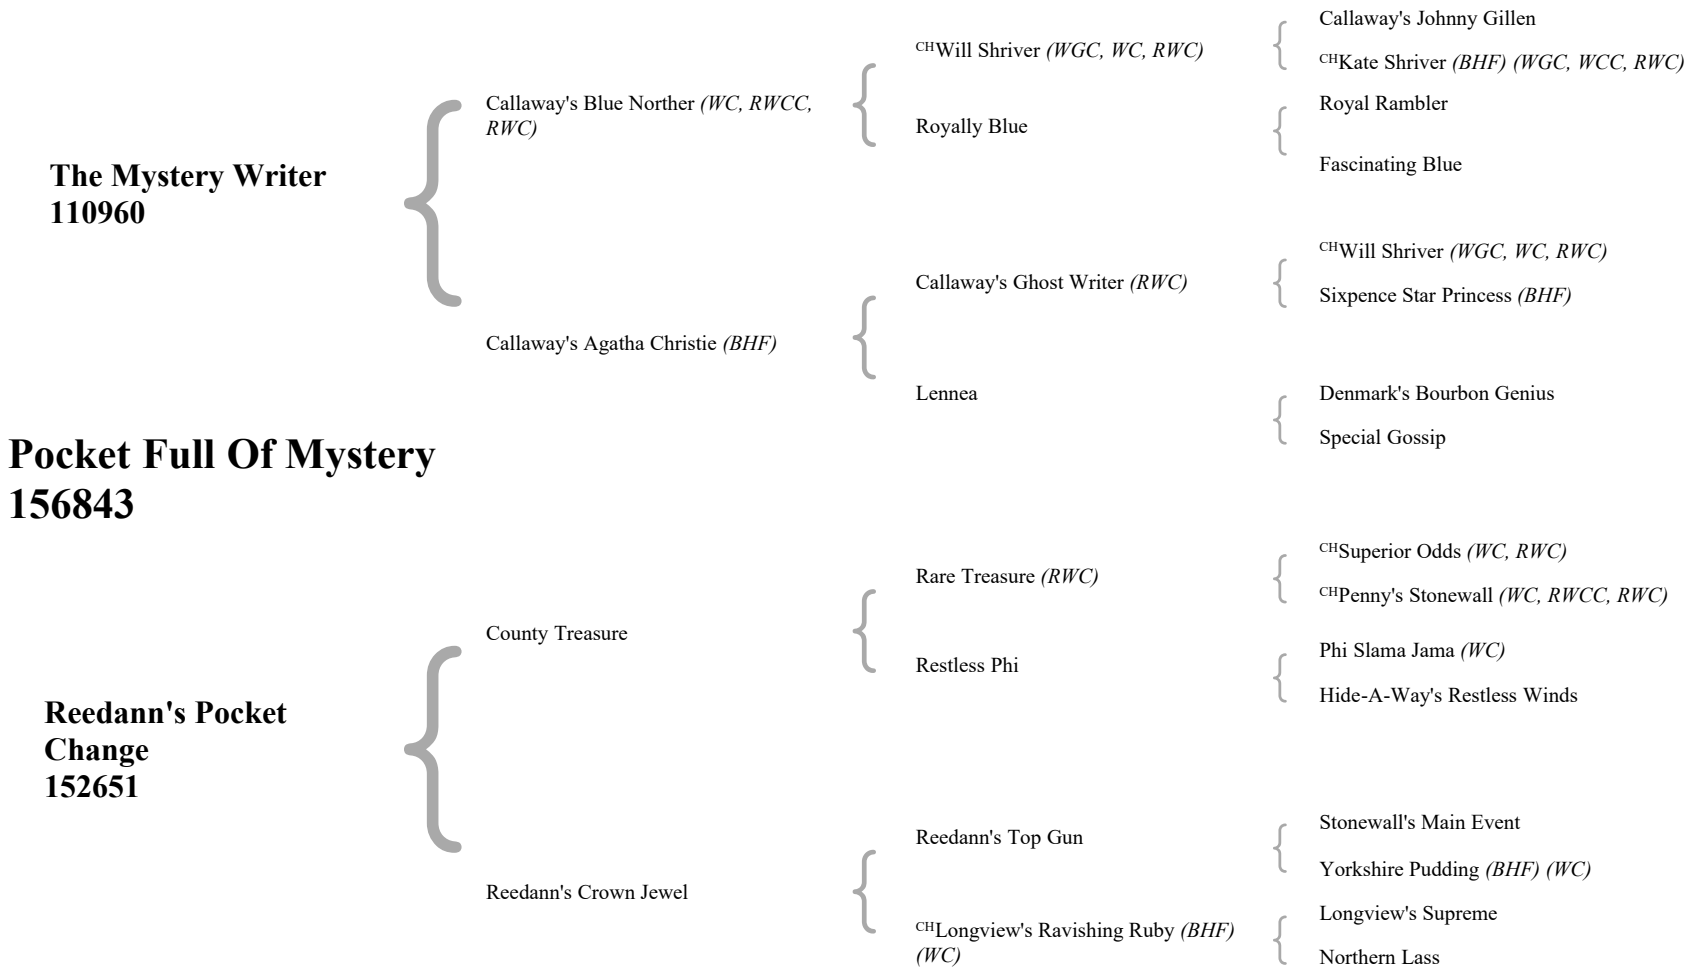 Callaway's Johnny Gillen
CHWill Shriver (WGC, WC, RWC)
CHKate Shriver (BHF) (WGC, WCC, RWC)
Callaway's Blue Norther (WC, RWCC,
RWC)
Royal Rambler
Royally Blue
Fascinating Blue
The Mystery Writer
110960
CHWill Shriver (WGC, WC, RWC)
Callaway's Ghost Writer (RWC)
Sixpence Star Princess (BHF)
Callaway's Agatha Christie (BHF)
Lennea
Denmark's Bourbon Genius
Special Gossip
Pocket Full Of Mystery
156843
CHSuperior Odds (WC, RWC)
Rare Treasure (RWC)
CHPenny's Stonewall (WC, RWCC, RWC)
County Treasure
Phi Slama Jama (WC)
Restless Phi
Hide-A-Way's Restless Winds
Reedann's Pocket
Change
152651
Stonewall's Main Event
Reedann's Top Gun
Yorkshire Pudding (BHF) (WC)
Reedann's Crown Jewel
Longview's Supreme
CHLongview's Ravishing Ruby (BHF)
(WC)
Northern Lass